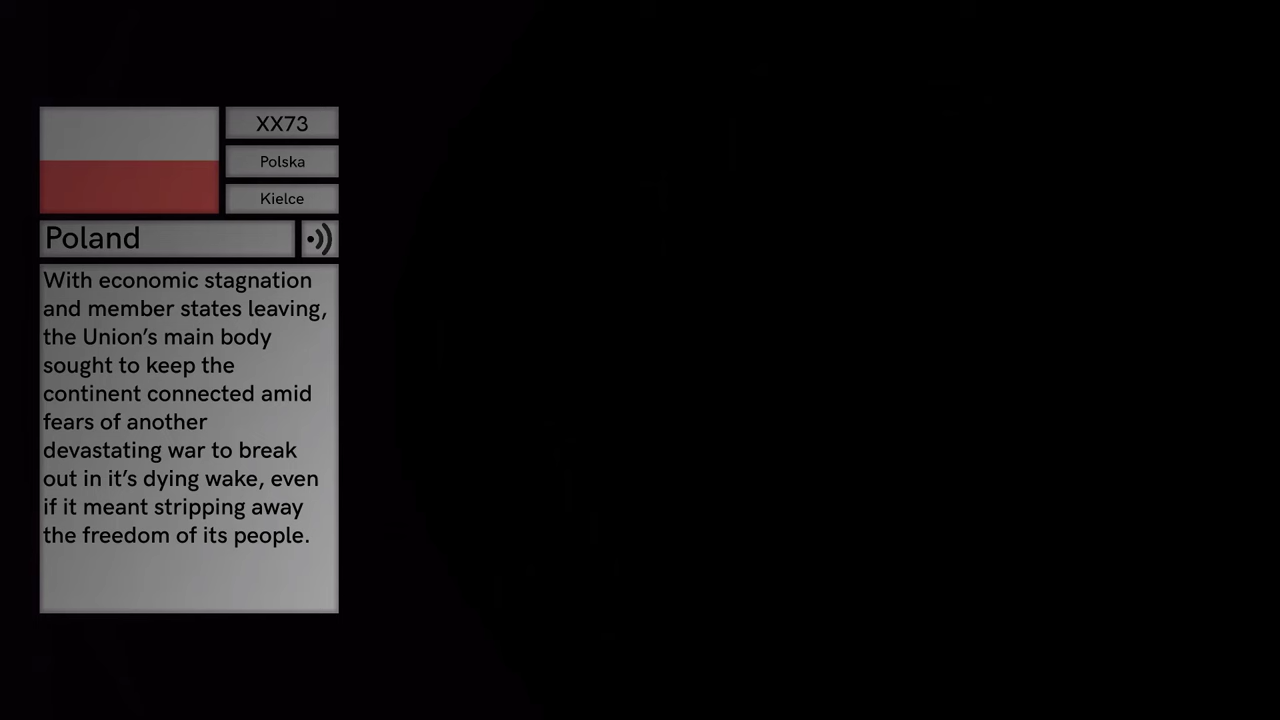 XX73
Polska
Kielce
Poland
With economic stagnation
and member states leaving,
the Union’s main body
sought to keep the
continent connected amid
fears of another
devastating war to break
out in it’s dying wake, even
if it meant stripping away
the freedom of its people.